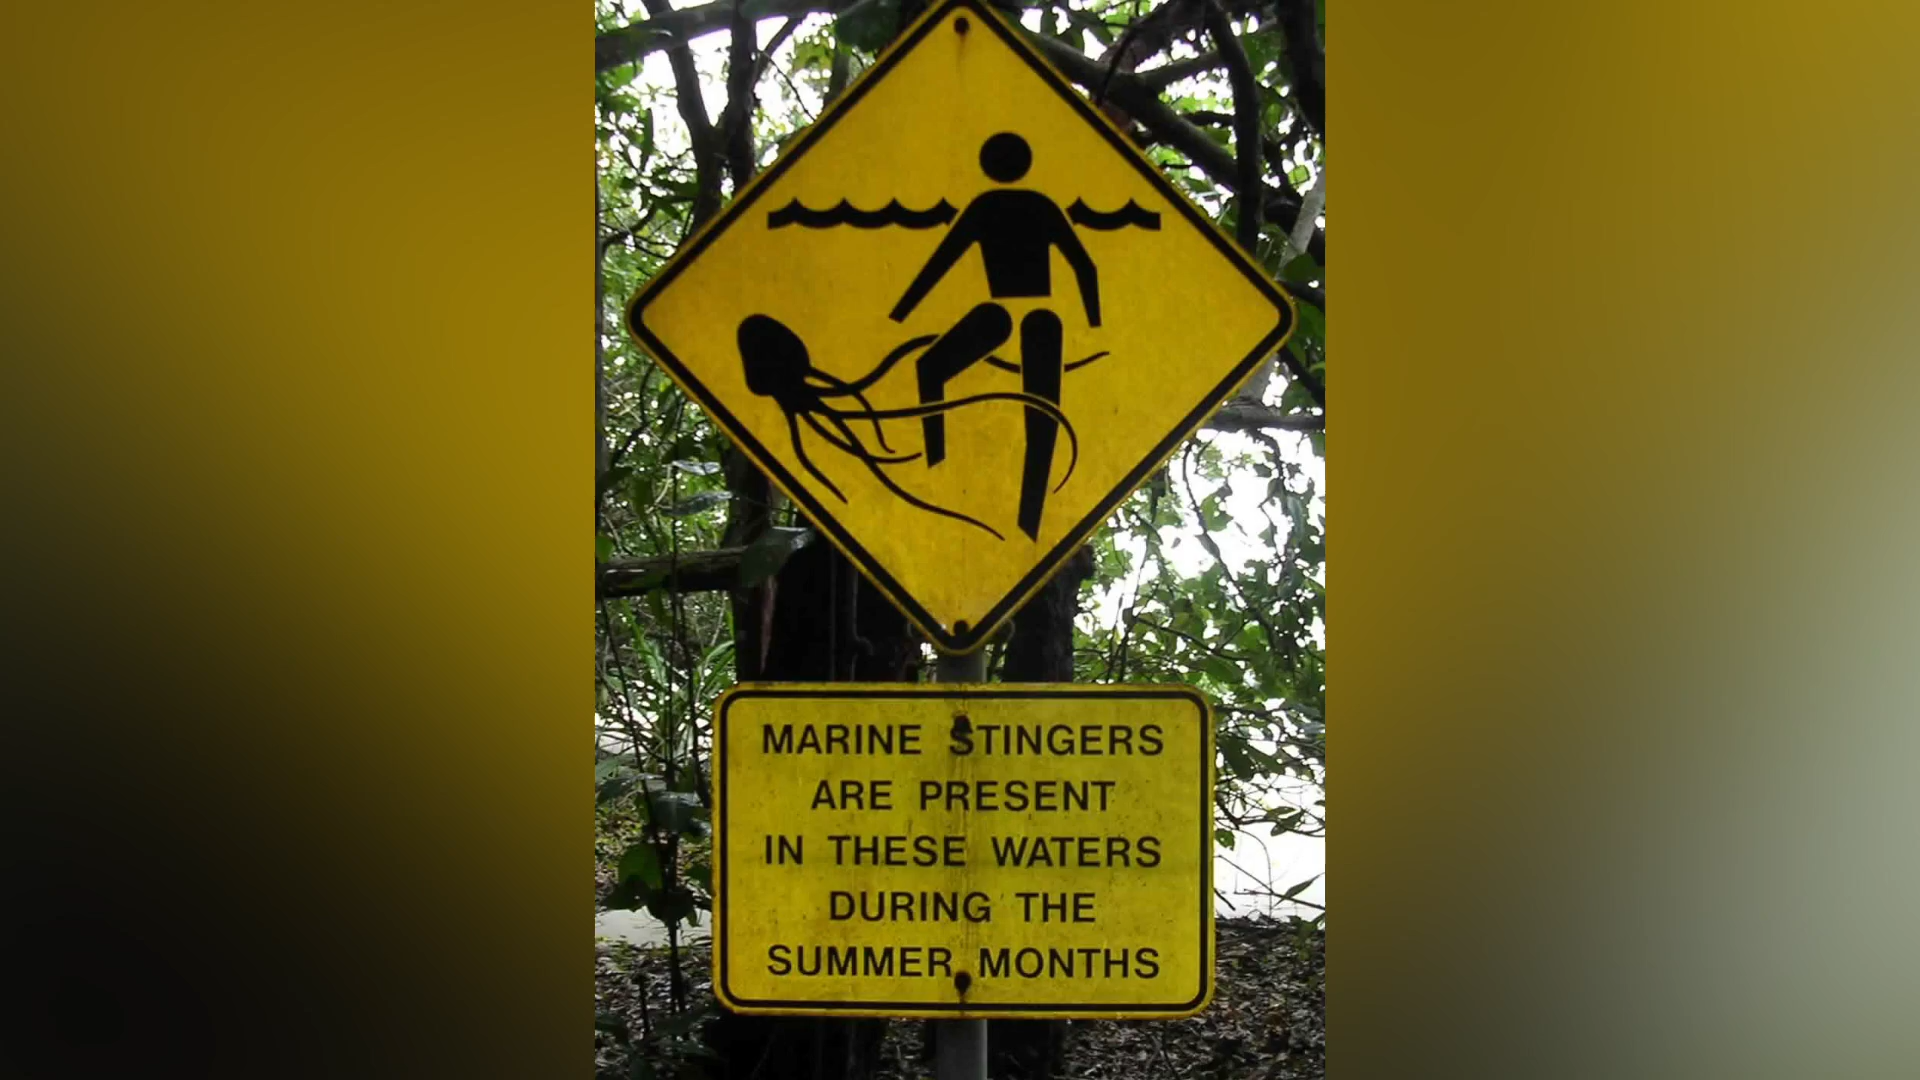 MARINE STINGERS
ARE PRESENT
IN THESE WATERS
DURING THE
SUMMER MONTHS